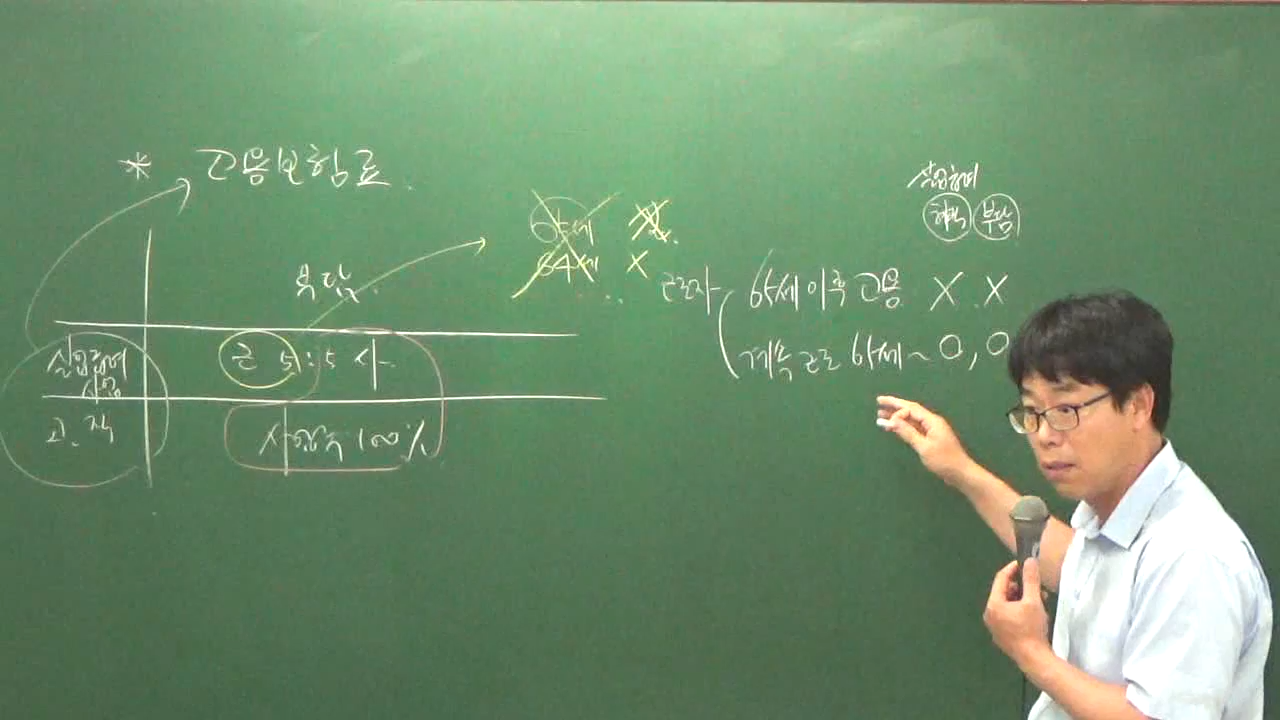 * 고용보험료.
부담.
실업급여 사업
근 5:5 사.
고.직
사업주 100%
65세
64세 X
실업급여
혜택 부담
근로자 65세 이후 고용 X. X
계속 근로 65세~ O, O